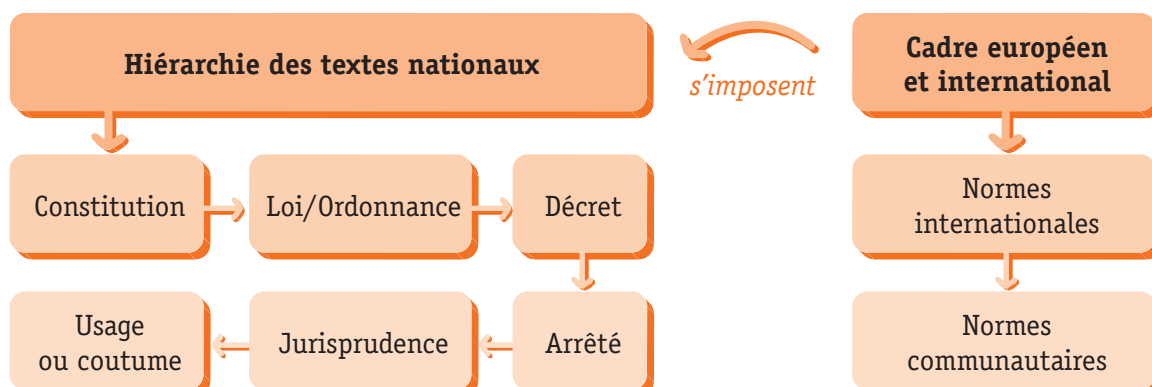 Hiérarchie des textes nationaux
s'imposent
Cadre européen
et international
Constitution
Loi/Ordonnance
Décret
Normes
internationales
Usage
ou coutume
Jurisprudence
Arrêté
Normes
communautaires